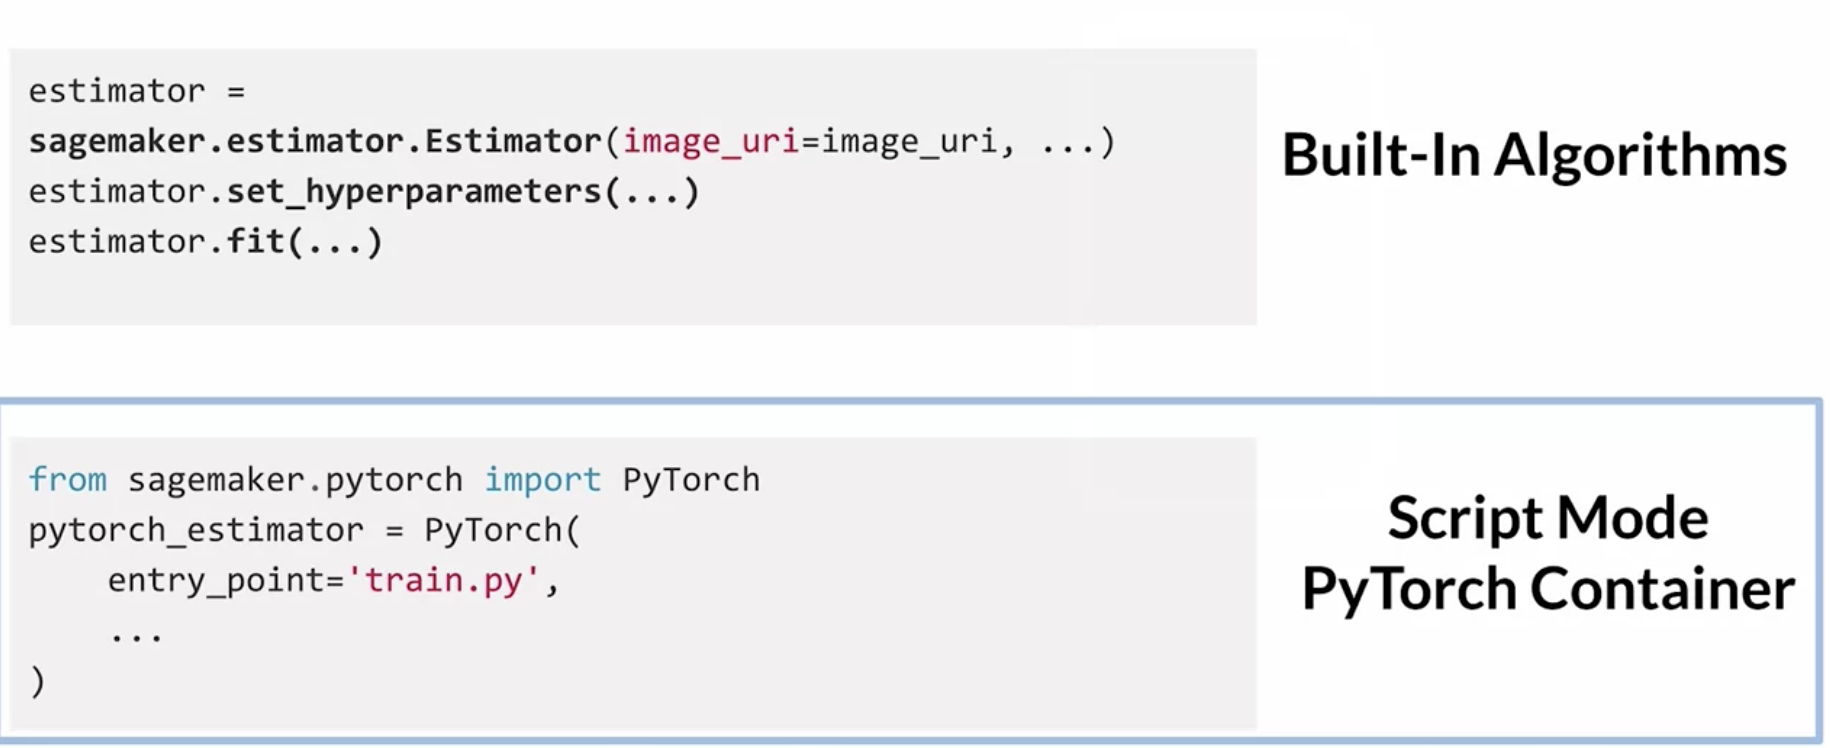 estimator =
sagemaker.estimator.Estimator(image_uri=image_uri, ...)
estimator.set_hyperparameters(...)
estimator.fit(...)
Built-In Algorithms
from sagemaker.pytorch import PyTorch
pytorch_estimator = PyTorch(
    entry_point='train.py',
    ...
)
Script Mode
PyTorch Container